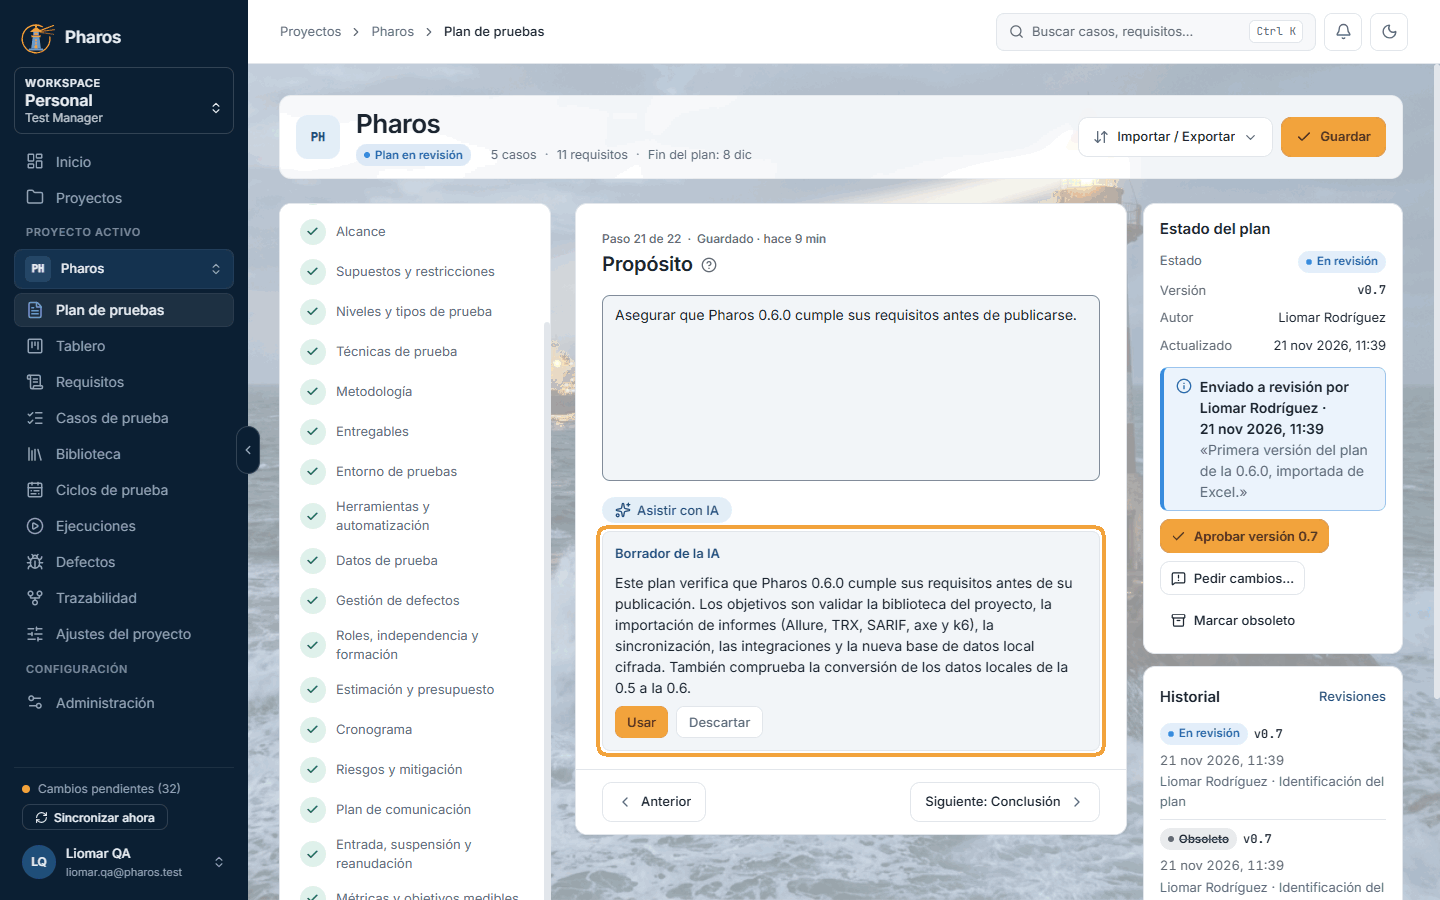 Pharos
WORKSPACE
Personal
Test Manager
Inicio
Proyectos
PROYECTO ACTIVO
PH Pharos
Plan de pruebas
Tablero
Requisitos
Casos de prueba
Biblioteca
Ciclos de prueba
Ejecuciones
Defectos
Trazabilidad
Ajustes del proyecto
CONFIGURACIÓN
Administración
Cambios pendientes (32)
Sincronizar ahora
LQ
Liomar QA
liomar.qa@pharos.test
Proyectos > Pharos > Plan de pruebas
Buscar casos, requisitos... Ctrl K
PH
Pharos
Plan en revisión 5 casos · 11 requisitos · Fin del plan: 8 dic
Importar / Exportar
Guardar
Alcance
Supuestos y restricciones
Niveles y tipos de prueba
Técnicas de prueba
Metodología
Entregables
Entorno de pruebas
Herramientas y
automatización
Datos de prueba
Gestión de defectos
Roles, independencia y
formación
Estimación y presupuesto
Cronograma
Riesgos y mitigación
Plan de comunicación
Entrada, suspensión y
reanudación
Métricas y objetivos medibles
Paso 21 de 22 · Guardado · hace 9 min
Propósito
Asegurar que Pharos 0.6.0 cumple sus requisitos antes de publicarse.
Asistir con IA
Borrador de la IA
Este plan verifica que Pharos 0.6.0 cumple sus requisitos antes de su
publicación. Los objetivos son validar la biblioteca del proyecto, la
importación de informes (Allure, TRX, SARIF, axe y k6), la
sincronización, las integraciones y la nueva base de datos local
cifrada. También comprueba la conversión de los datos locales de la
0.5 a la 0.6.
Usar
Descartar
Anterior
Siguiente: Conclusión
Estado del plan
Estado En revisión
Versión v0.7
Autor Liomar Rodríguez
Actualizado 21 nov 2026, 11:39
Enviado a revisión por
Liomar Rodríguez ·
21 nov 2026, 11:39
«Primera versión del plan
de la 0.6.0, importada de
Excel.»
Aprobar versión 0.7
Pedir cambios...
Marcar obsoleto
Historial Revisiones
En revisión v0.7
21 nov 2026, 11:39
Liomar Rodríguez · Identificación del
plan
Obsoleto v0.7
21 nov 2026, 11:39
Liomar Rodríguez · Identificación del